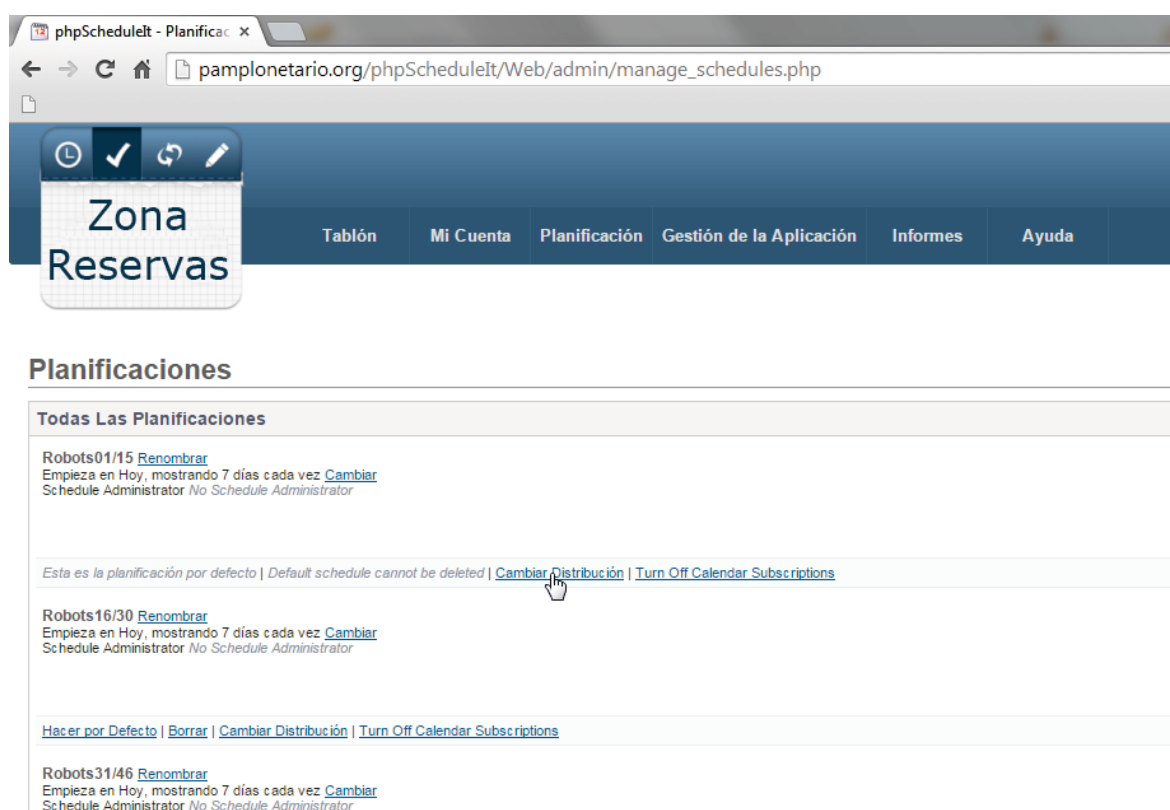 phpScheduleIt - Planificac
pamplonetario.org/phpScheduleIt/Web/admin/manage_schedules.php
Zona
Reservas
Tablón Mi Cuenta Planificación Gestión de la Aplicación Informes Ayuda
Planificaciones
Todas Las Planificaciones
Robots01/15 Renombrar
Empieza en Hoy, mostrando 7 días cada vez Cambiar
Schedule Administrator No Schedule Administrator
Esta es la planificación por defecto | Default schedule cannot be deleted | Cambiar Distribución | Turn Off Calendar Subscriptions
Robots16/30 Renombrar
Empieza en Hoy, mostrando 7 días cada vez Cambiar
Schedule Administrator No Schedule Administrator
Hacer por Defecto | Borrar | Cambiar Distribución | Turn Off Calendar Subscriptions
Robots31/46 Renombrar
Empieza en Hoy, mostrando 7 días cada vez Cambiar
Schedule Administrator No Schedule Administrator